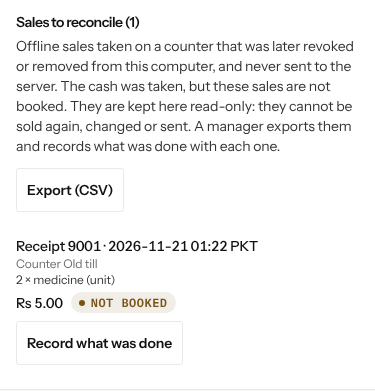 Sales to reconcile (1)
Offline sales taken on a counter that was later revoked
or removed from this computer, and never sent to the
server. The cash was taken, but these sales are not
booked. They are kept here read-only: they cannot be
sold again, changed or sent. A manager exports them
and records what was done with each one.
Export (CSV)
Receipt 9001 · 2026-11-21 01:22 PKT
Counter Old till
2 × medicine (unit)
Rs 5.00 NOT BOOKED
Record what was done